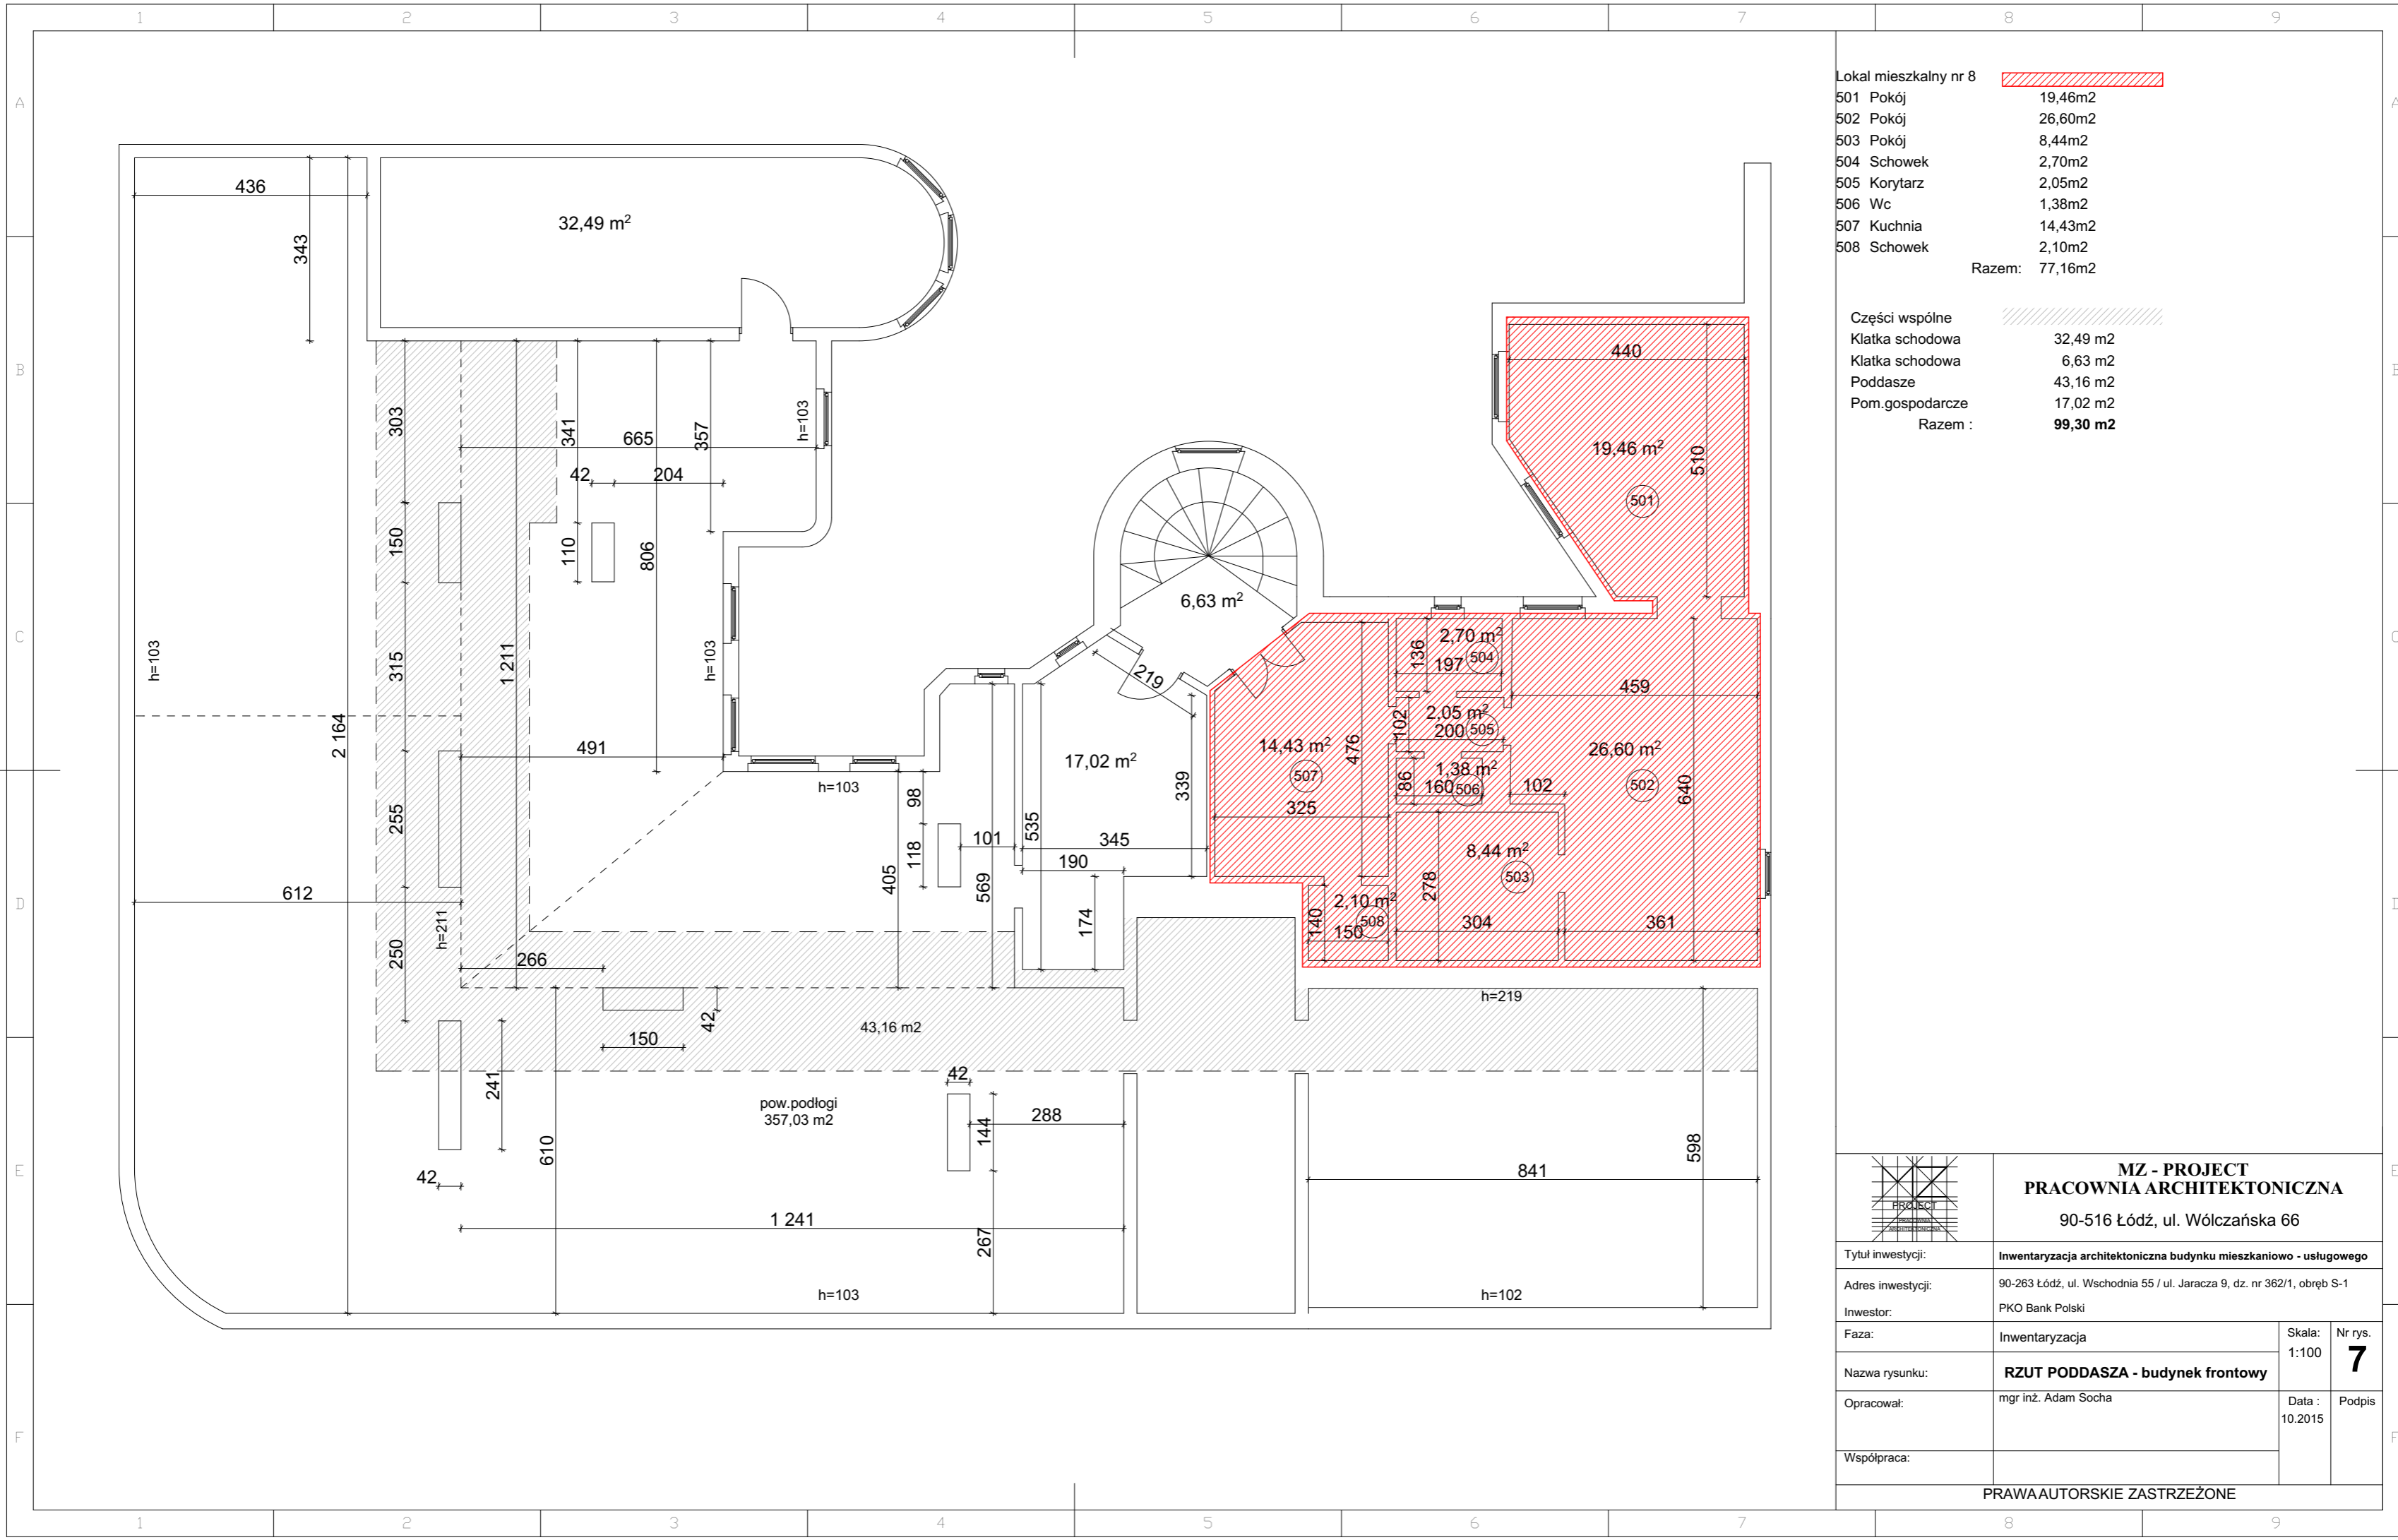 1 2 3 4 5 6 7 8 9
A
B
C
D
E
F
A
B
C
D
E
F
436
343
32,49 m2
303
341
665
357
h=103
42
204
150
110
806
h=103
315
1 211
h=103
2 164
491
h=103
612
255
h=211
250
266
98
101
118
405
569
535
345
190
174
339
219
17,02 m2
6,63 m2
440
19,46 m2
510
501
2,70 m2
136
197
504
459
2,05 m2
102
200
505
14,43 m2
476
507
325
1,38 m2
86
160
506
102
26,60 m2
502
640
8,44 m2
503
278
304
361
2,10 m2
140
508
150
h=219
150
42
43,16 m2
241
42
610
pow.podłogi
357,03 m2
42
144
288
267
1 241
h=103
841
598
h=102
Lokal mieszkalny nr 8
501 Pokój 19,46m2
502 Pokój 26,60m2
503 Pokój 8,44m2
504 Schowek 2,70m2
505 Korytarz 2,05m2
506 Wc 1,38m2
507 Kuchnia 14,43m2
508 Schowek 2,10m2
Razem: 77,16m2
Części wspólne
Klatka schodowa 32,49 m2
Klatka schodowa 6,63 m2
Poddasze 43,16 m2
Pom.gospodarcze 17,02 m2
Razem : 99,30 m2
PROJECT
PRACOWNIA
ARCHITEKTONICZNA
MZ - PROJECT
PRACOWNIA ARCHITEKTONICZNA
90-516 Łódź, ul. Wólczańska 66
Tytuł inwestycji: Inwentaryzacja architektoniczna budynku mieszkaniowo - usługowego
Adres inwestycji: 90-263 Łódź, ul. Wschodnia 55 / ul. Jaracza 9, dz. nr 362/1, obręb S-1
Inwestor: PKO Bank Polski
Faza: Inwentaryzacja
Skala: 1:100
Nr rys. 7
Nazwa rysunku: RZUT PODDASZA - budynek frontowy
Opracował: mgr inż. Adam Socha
Data : 10.2015
Podpis
Współpraca:
PRAWA AUTORSKIE ZASTRZEŻONE
1 2 3 4 5 6 7 8 9